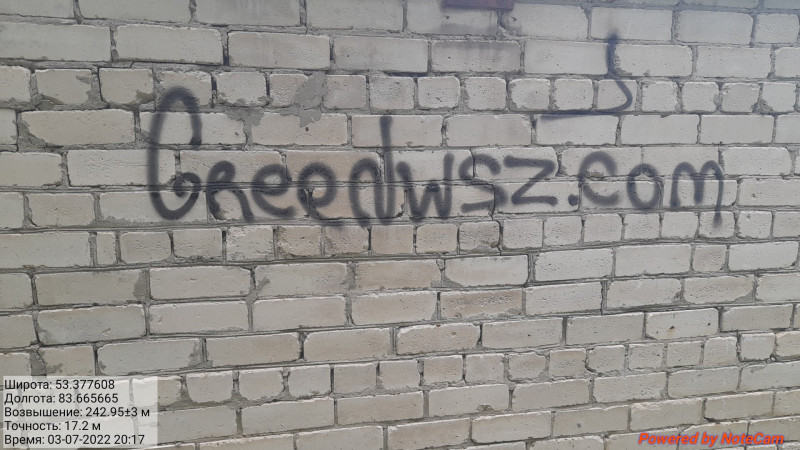 Greednwsz.com
Широта: 53.377608
Долгота: 83.665665
Возвышение: 242.95±3 м
Точность: 17.2 м
Время: 03-07-2022 20:17
Powered by NoteCam